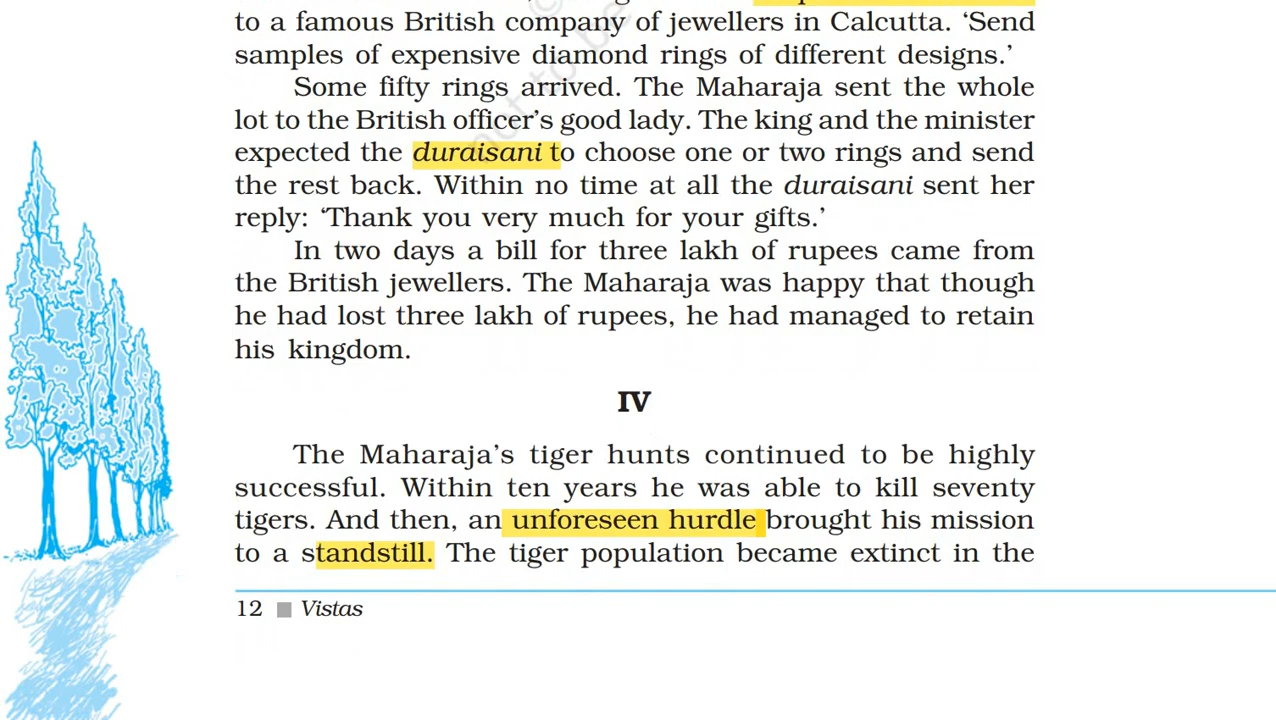 to a famous British company of jewellers in Calcutta. ‘Send
samples of expensive diamond rings of different designs.’
Some fifty rings arrived. The Maharaja sent the whole
lot to the British officer’s good lady. The king and the minister
expected the duraisani to choose one or two rings and send
the rest back. Within no time at all the duraisani sent her
reply: ‘Thank you very much for your gifts.’
In two days a bill for three lakh of rupees came from
the British jewellers. The Maharaja was happy that though
he had lost three lakh of rupees, he had managed to retain
his kingdom.
IV
The Maharaja’s tiger hunts continued to be highly
successful. Within ten years he was able to kill seventy
tigers. And then, an unforeseen hurdle brought his mission
to a standstill. The tiger population became extinct in the
12 Vistas
not to be